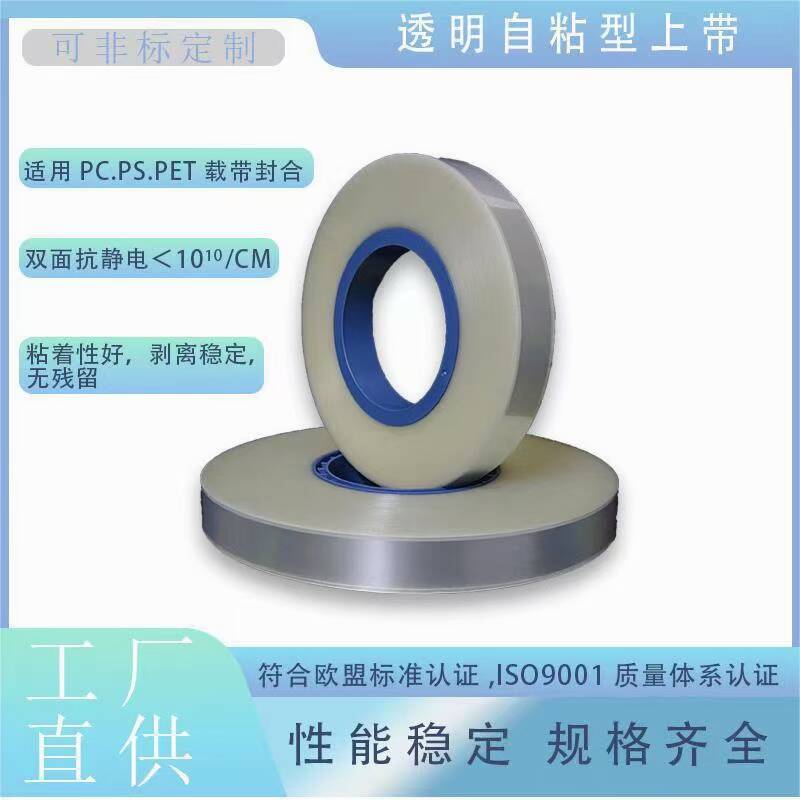 可非标定制
透明自粘型上带
适用 PC.PS.PET 载带封合
双面抗静电＜10¹⁰/CM
粘着性好，剥离稳定，
无残留
工厂
直供
符合欧盟标准认证 ,ISO9001 质量体系认证
性能稳定 规格齐全